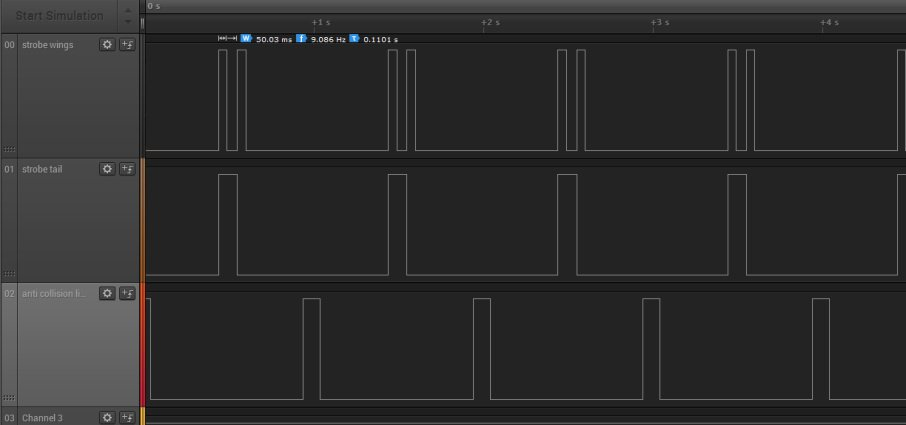 Start Simulation
0 s
+1 s +2 s +3 s +4 s
00 strobe wings
W 50.03 ms f 9.086 Hz T 0.1101 s
01 strobe tail
02 anti collision li...
03 Channel 3